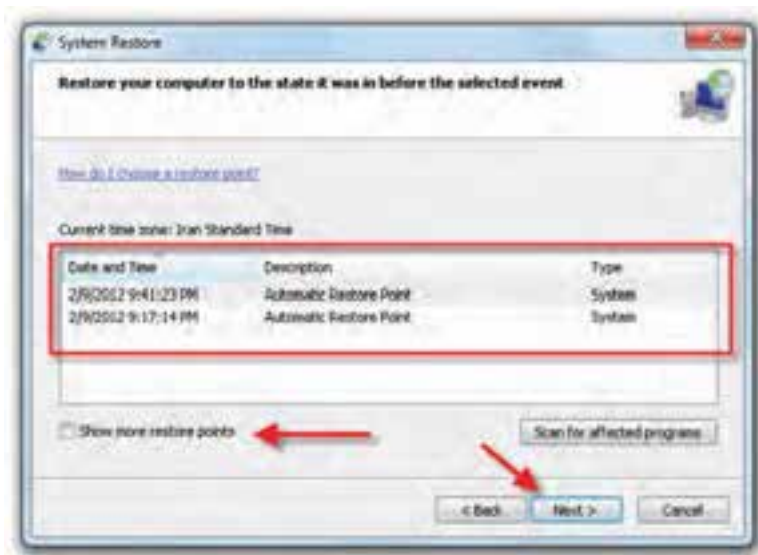 System Restore
Restore your computer to the state it was in before the selected event
How do I choose a restore point?
Current time zone: Iran Standard Time
Date and Time Description Type
2/9/2012 9:41:23 PM Automatic Restore Point System
2/9/2012 9:17:14 PM Automatic Restore Point System
Show more restore points
Scan for affected programs
< Back Next > Cancel